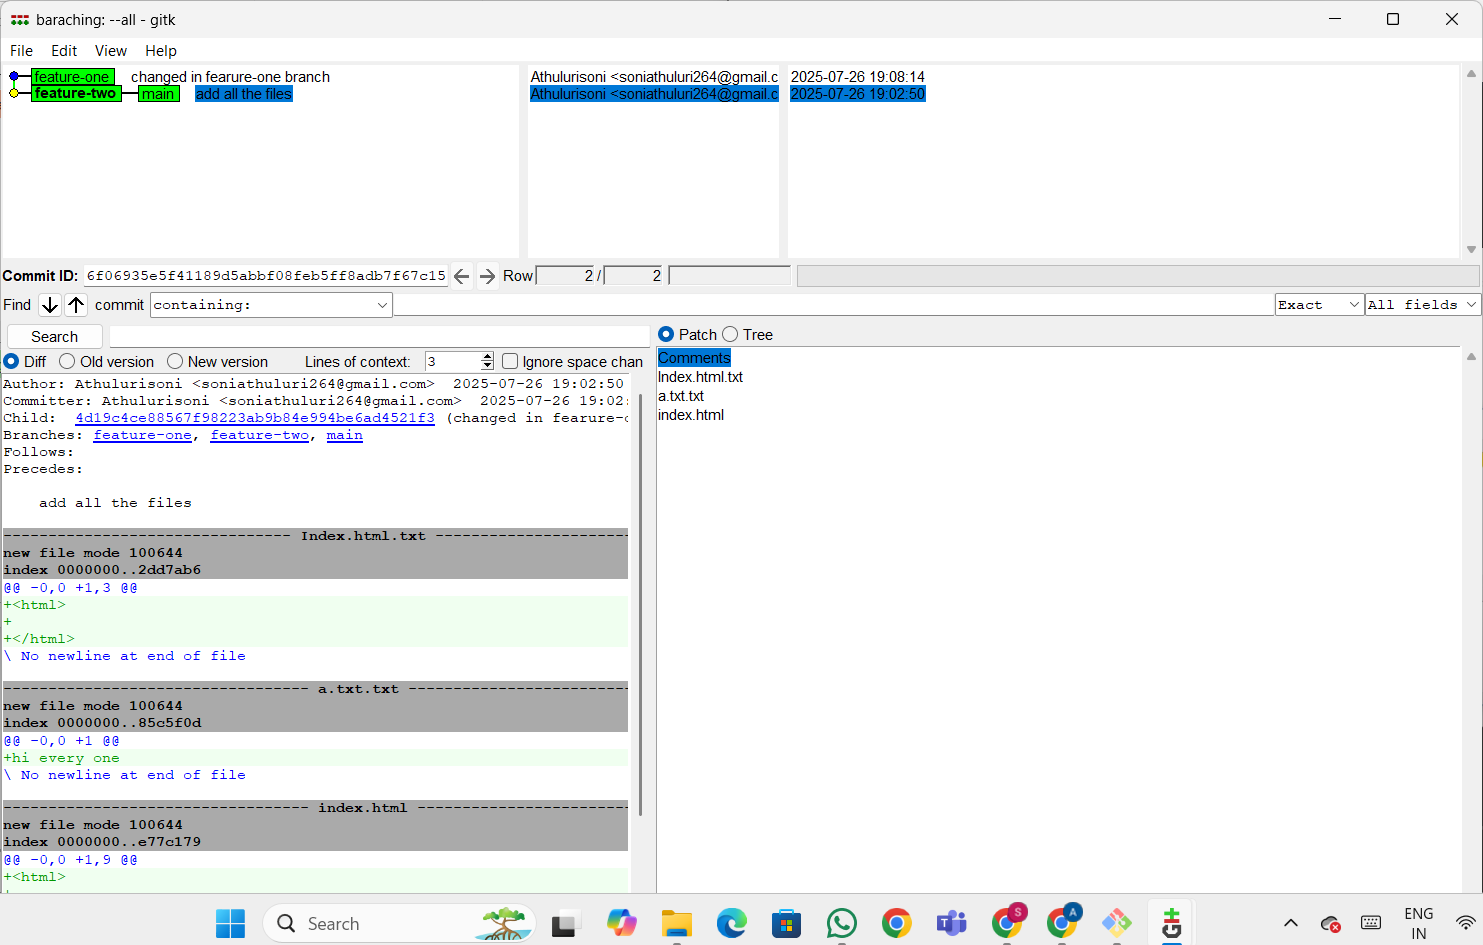 baraching: --all - gitk
File Edit View Help
feature-one changed in fearure-one branch Athulurisoni <soniathuluri264@gmail.c 2025-07-26 19:08:14
feature-two main add all the files Athulurisoni <soniathuluri264@gmail.c 2025-07-26 19:02:50
Commit ID: 6f06935e5f41189d5abbf08feb5ff8adb7f67c15 Row 2 / 2
Find commit containing: Exact All fields
Search
Patch Tree
Diff Old version New version Lines of context: 3 Ignore space chan
Comments
Index.html.txt
a.txt.txt
index.html
Author: Athulurisoni <soniathuluri264@gmail.com> 2025-07-26 19:02:50
Committer: Athulurisoni <soniathuluri264@gmail.com> 2025-07-26 19:02:
Child: 4d19c4ce88567f98223ab9b84e994be6ad4521f3 (changed in fearure-o
Branches: feature-one, feature-two, main
Follows:
Precedes:
add all the files
-------------------------------- Index.html.txt ----------------------
new file mode 100644
index 0000000..2dd7ab6
@@ -0,0 +1,3 @@
+<html>
+
+</html>
\ No newline at end of file
---------------------------------- a.txt.txt -------------------------
new file mode 100644
index 0000000..85c5f0d
@@ -0,0 +1 @@
+hi every one
\ No newline at end of file
---------------------------------- index.html ------------------------
new file mode 100644
index 0000000..e77c179
@@ -0,0 +1,9 @@
+<html>
Search
S
A
ENG
IN